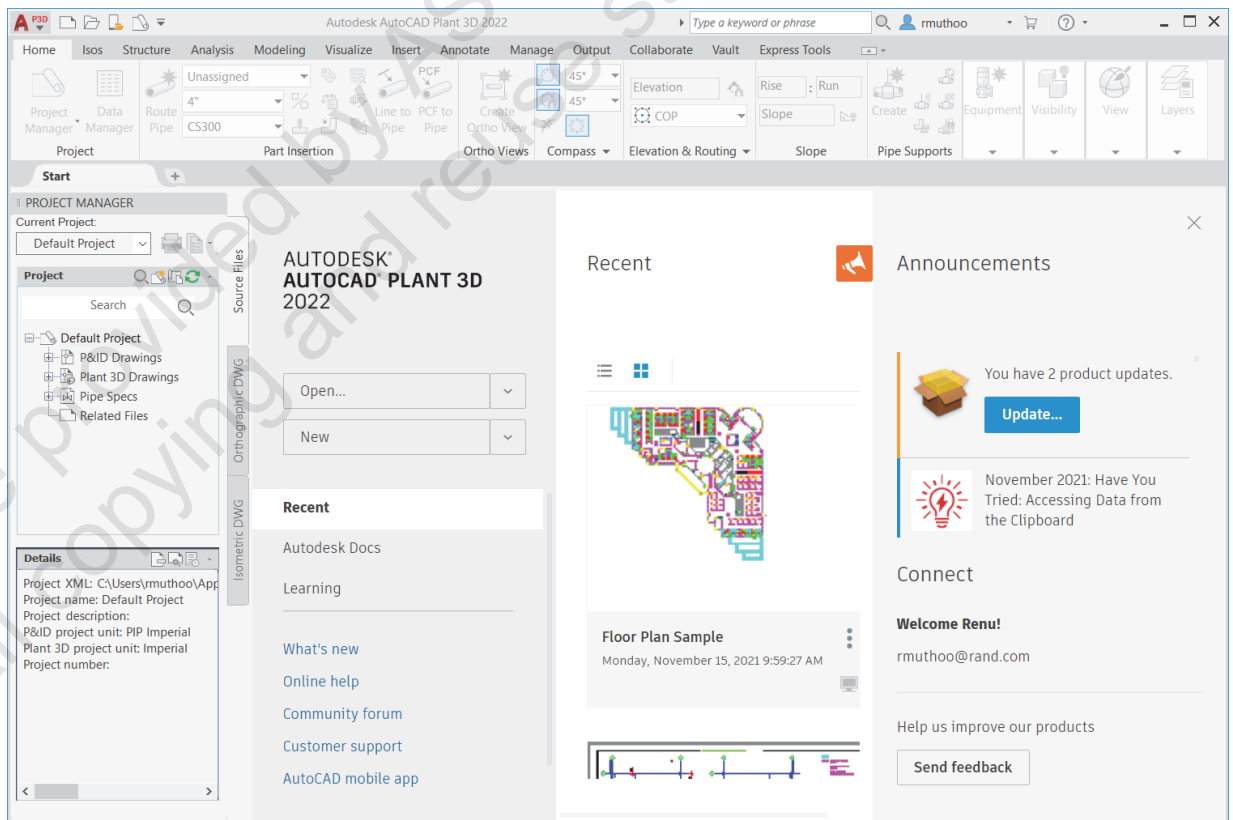 P3D
Autodesk AutoCAD Plant 3D 2022
Type a keyword or phrase
rmuthoo
Home Isos Structure Analysis Modeling Visualize Insert Annotate Manage Output Collaborate Vault Express Tools
Project Manager
Data Manager
Route Pipe
Unassigned
4"
CS300
Line to Pipe
PCF
PCF to Pipe
Create Ortho View
45°
45°
Elevation
COP
Rise : Run
Slope
Create
Equipment
Visibility
View
Layers
Project Part Insertion Ortho Views Compass Elevation & Routing Slope Pipe Supports
Start
PROJECT MANAGER
Current Project:
Default Project
Project
Search
Default Project
P&ID Drawings
Plant 3D Drawings
Pipe Specs
Related Files
Source Files
Orthographic DWG
Isometric DWG
Details
Project XML: C:\Users\rmuthoo\App
Project name: Default Project
Project description:
P&ID project unit: PIP Imperial
Plant 3D project unit: Imperial
Project number:
AUTODESK®
AUTOCAD® PLANT 3D
2022
Open...
New
Recent
Autodesk Docs
Learning
What's new
Online help
Community forum
Customer support
AutoCAD mobile app
Recent
Floor Plan Sample
Monday, November 15, 2021 9:59:27 AM
Announcements
You have 2 product updates.
Update...
November 2021: Have You
Tried: Accessing Data from
the Clipboard
Connect
Welcome Renu!
rmuthoo@rand.com
Help us improve our products
Send feedback
provided by
copying and reuse